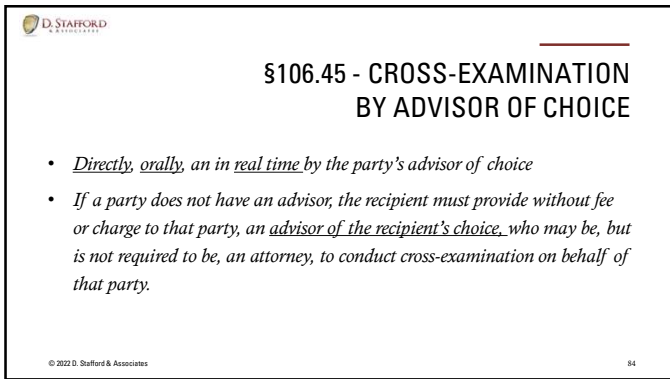 D. STAFFORD
& ASSOCIATES
§106.45 - CROSS-EXAMINATION
BY ADVISOR OF CHOICE
• Directly, orally, an in real time by the party's advisor of choice
• If a party does not have an advisor, the recipient must provide without fee
or charge to that party, an advisor of the recipient's choice, who may be, but
is not required to be, an attorney, to conduct cross-examination on behalf of
that party.
© 2022 D. Stafford & Associates
84